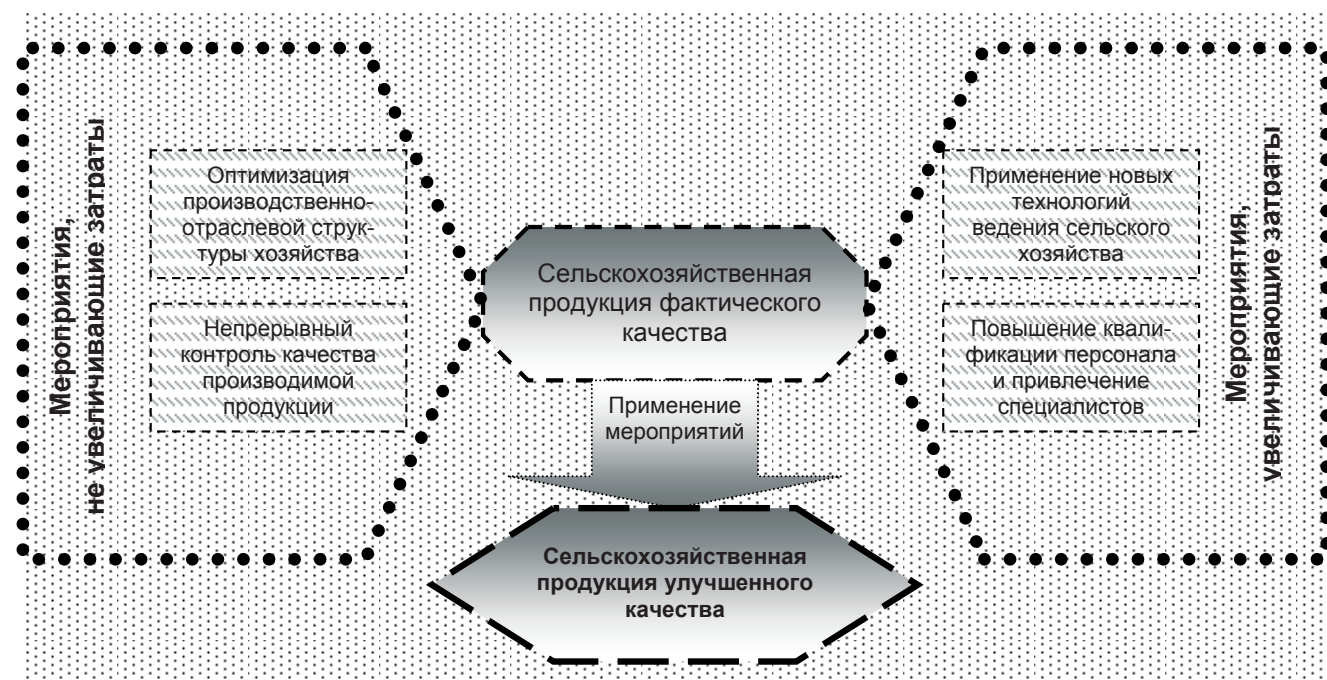 Мероприятия,
не увеличивающие затраты
Оптимизация
производственно-
отраслевой струк-
туры хозяйства
Непрерывный
контроль качества
производимой
продукции
Сельскохозяйственная
продукция фактического
качества
Применение
мероприятий
Сельскохозяйственная
продукция улучшенного
качества
Применение новых
технологий
ведения сельского
хозяйства
Повышение квали-
фикации персонала
и привлечение
специалистов
Мероприятия,
увеличивающие затраты